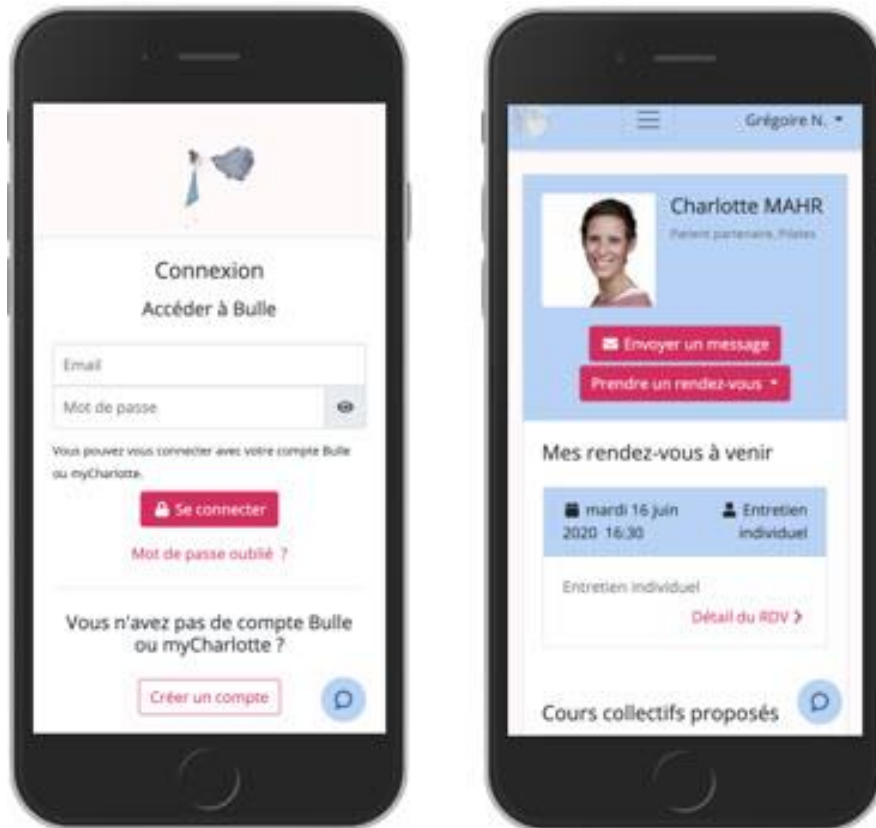 Connexion
Accéder à Bulle
Email
Mot de passe
Vous pouvez vous connecter avec votre compte Bulle
ou myCharlotte.
Se connecter
Mot de passe oublié ?
Vous n'avez pas de compte Bulle
ou myCharlotte ?
Créer un compte
Grégoire N.
Charlotte MAHR
Parent partenaire, Pilates
Envoyer un message
Prendre un rendez-vous
Mes rendez-vous à venir
mardi 16 juin
2020 16:30
Entretien
individuel
Entretien individuel
Détail du RDV
Cours collectifs proposés